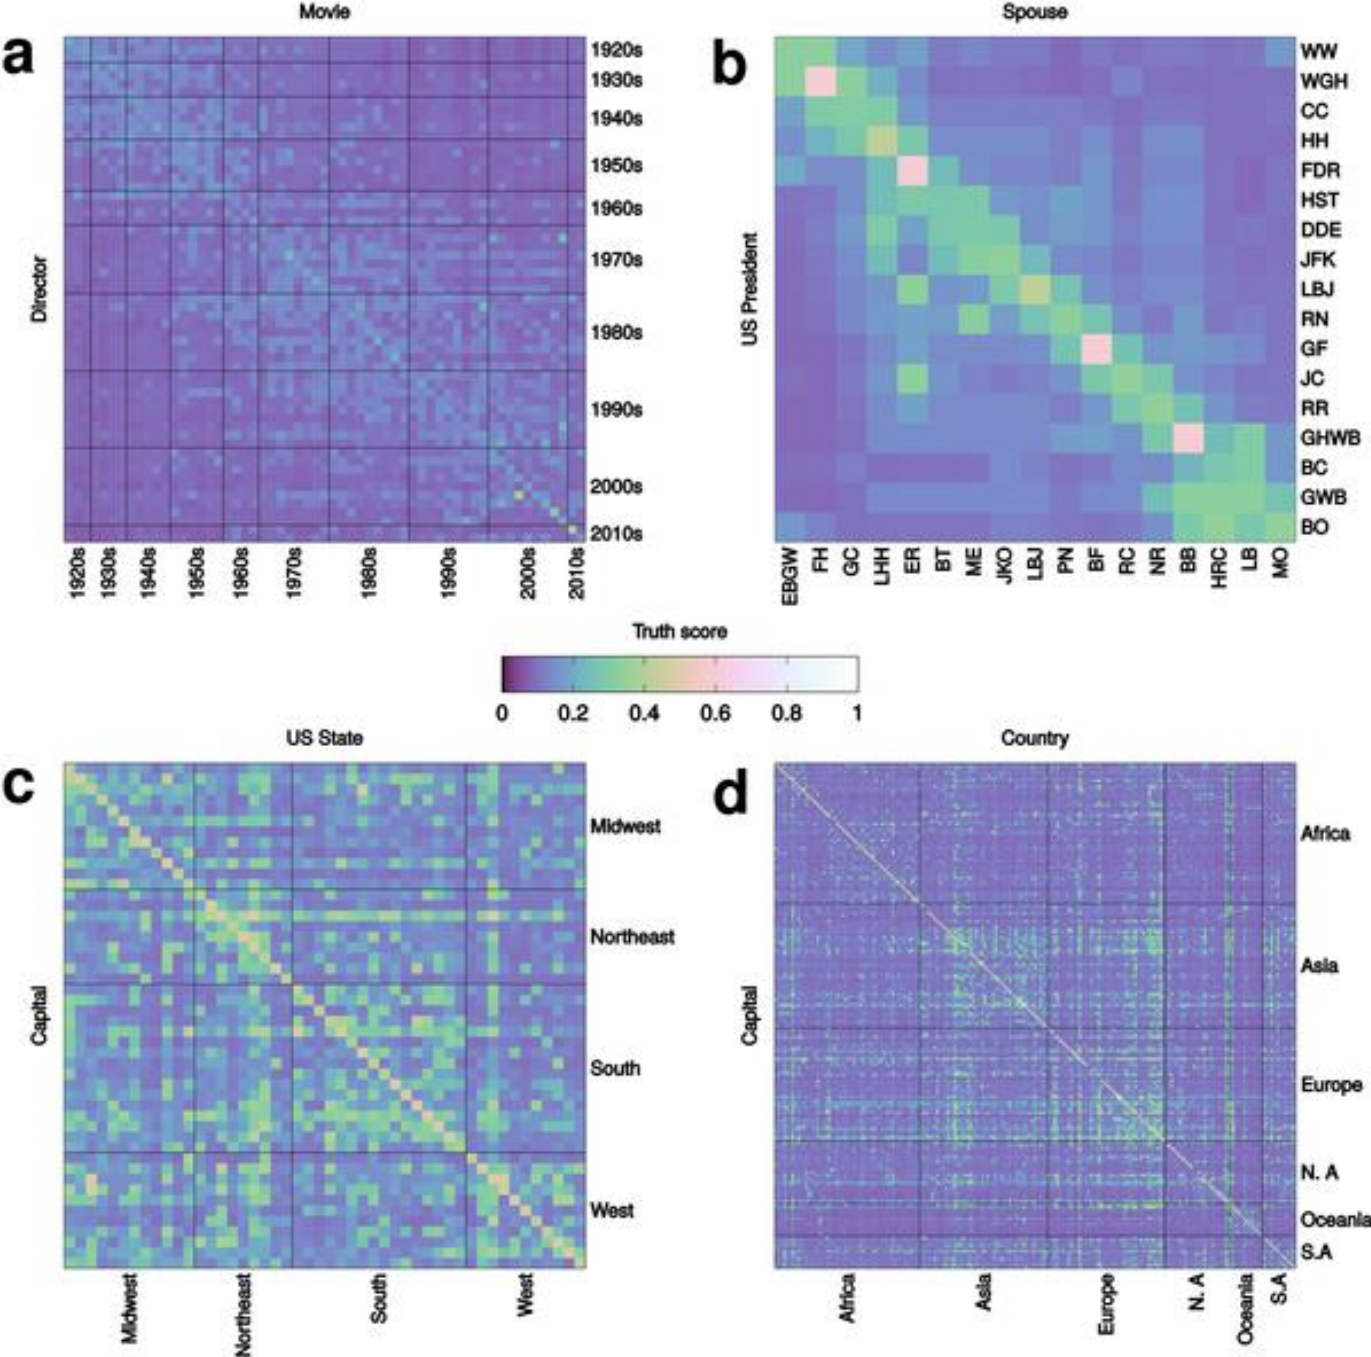 Movie
a
Director
1920s
1930s
1940s
1950s
1960s
1970s
1980s
1990s
2000s
2010s
1920s 1930s 1940s 1950s 1960s 1970s 1980s 1990s 2000s 2010s
Spouse
b
US President
WW
WGH
CC
HH
FDR
HST
DDE
JFK
LBJ
RN
GF
JC
RR
GHWB
BC
GWB
BO
EBGW FH GC LHH ER BT ME JKO LBJ PN BF RC NR BB HRC LB MO
Truth score
0 0.2 0.4 0.6 0.8 1
US State
c
Capital
Midwest
Northeast
South
West
Midwest Northeast South West
Country
d
Capital
Africa
Asia
Europe
N. A
Oceania
S.A
Africa Asia Europe N. A Oceania S.A